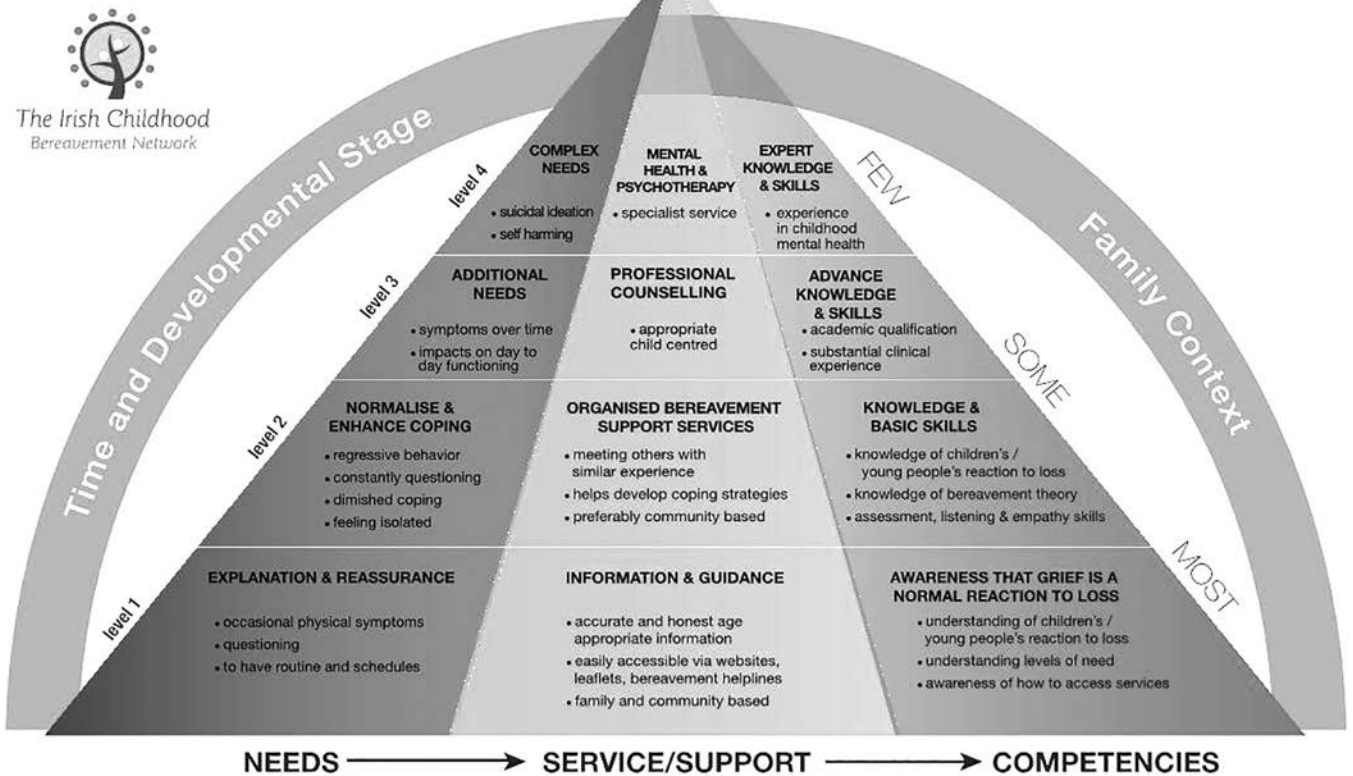 The Irish Childhood
Bereavement Network
Time and Developmental Stage
Family Context
level 4
COMPLEX
NEEDS
• suicidal ideation
• self harming
MENTAL
HEALTH &
PSYCHOTHERAPY
• specialist service
EXPERT
KNOWLEDGE
& SKILLS
• experience
in childhood
mental health
FEW
level 3
ADDITIONAL
NEEDS
• symptoms over time
• impacts on day to
day functioning
PROFESSIONAL
COUNSELLING
• appropriate
child centred
ADVANCE
KNOWLEDGE
& SKILLS
• academic qualification
• substantial clinical
experience
SOME
level 2
NORMALISE &
ENHANCE COPING
• regressive behavior
• constantly questioning
• dimished coping
• feeling isolated
ORGANISED BEREAVEMENT
SUPPORT SERVICES
• meeting others with
similar experience
• helps develop coping strategies
• preferably community based
KNOWLEDGE &
BASIC SKILLS
• knowledge of children's /
young people's reaction to loss
• knowledge of bereavement theory
• assessment, listening & empathy skills
MOST
level 1
EXPLANATION & REASSURANCE
• occasional physical symptoms
• questioning
• to have routine and schedules
INFORMATION & GUIDANCE
• accurate and honest age
appropriate information
• easily accessible via websites,
leaflets, bereavement helplines
• family and community based
AWARENESS THAT GRIEF IS A
NORMAL REACTION TO LOSS
• understanding of children's /
young people's reaction to loss
• understanding levels of need
• awareness of how to access services
NEEDS → SERVICE/SUPPORT → COMPETENCIES